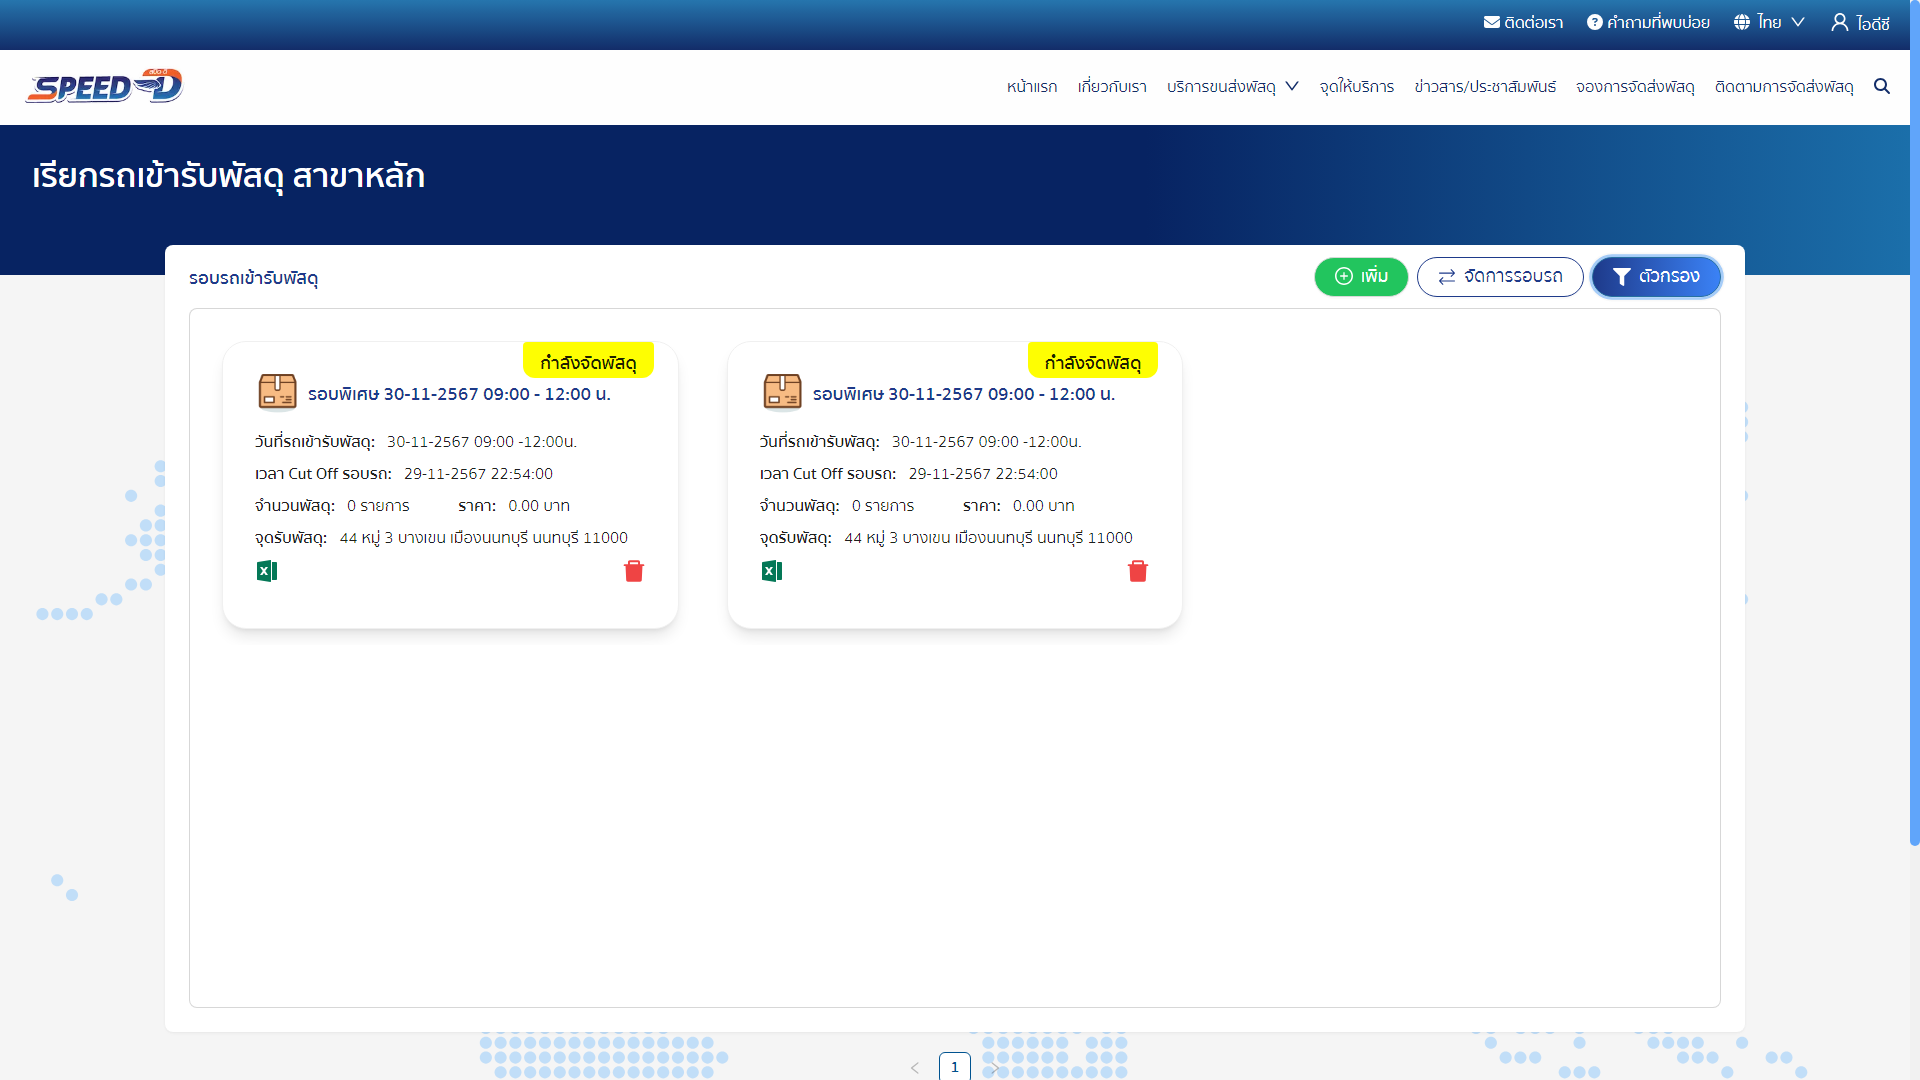 ติดต่อเรา คำถามที่พบบ่อย ไทย ไอดีซี
สปีด-ดี
SPEED-D
หน้าแรก เกี่ยวกับเรา บริการขนส่งพัสดุ จุดให้บริการ ข่าวสาร/ประชาสัมพันธ์ จองการจัดส่งพัสดุ ติดตามการจัดส่งพัสดุ
เรียกรถเข้ารับพัสดุ สาขาหลัก
รอบรถเข้ารับพัสดุ
เพิ่ม จัดการรอบรถ ตัวกรอง
กำลังจัดพัสดุ
รอบพิเศษ 30-11-2567 09:00 - 12:00 น.
วันที่รถเข้ารับพัสดุ: 30-11-2567 09:00 -12:00น.
เวลา Cut Off รอบรถ: 29-11-2567 22:54:00
จำนวนพัสดุ: 0 รายการ ราคา: 0.00 บาท
จุดรับพัสดุ: 44 หมู่ 3 บางเขน เมืองนนทบุรี นนทบุรี 11000
กำลังจัดพัสดุ
รอบพิเศษ 30-11-2567 09:00 - 12:00 น.
วันที่รถเข้ารับพัสดุ: 30-11-2567 09:00 -12:00น.
เวลา Cut Off รอบรถ: 29-11-2567 22:54:00
จำนวนพัสดุ: 0 รายการ ราคา: 0.00 บาท
จุดรับพัสดุ: 44 หมู่ 3 บางเขน เมืองนนทบุรี นนทบุรี 11000
< 1 >